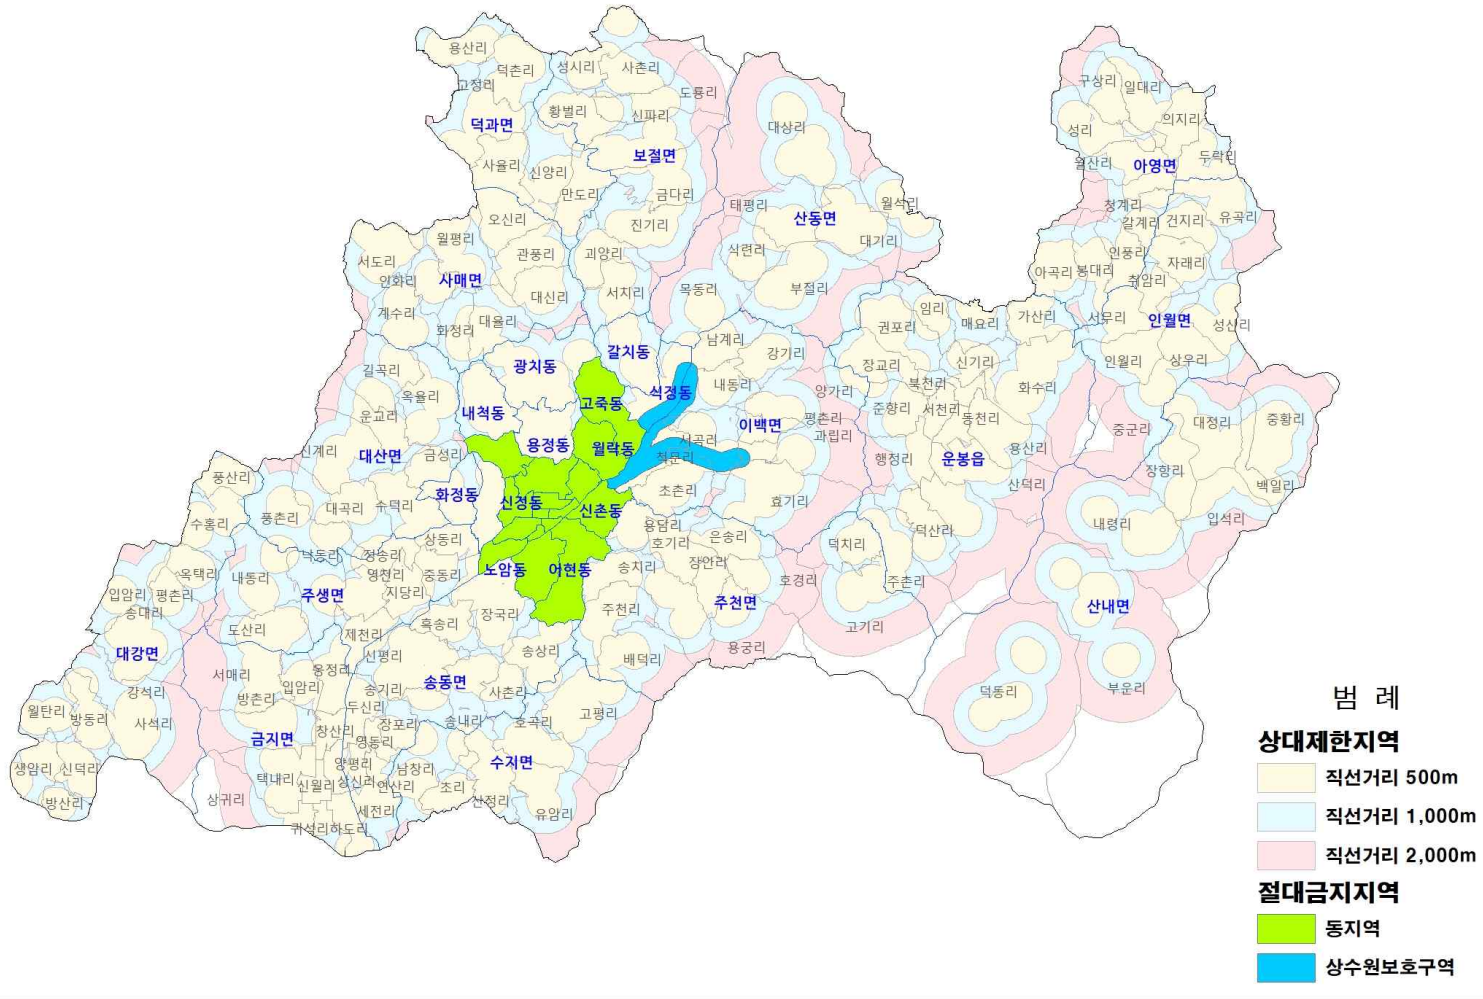 용산리
덕촌리
고정리
성시리
사촌리
도룡리
황벌리
신파리
덕과면
보절면
사율리
신양리
만도리
금다리
진기리
오신리
월평리
관풍리
괴양리
서도리
인화리
사매면
대신리
서치리
계수리
화정리
대율리
대상리
태평리
산동면
월석리
대기리
식련리
부절리
목동리
구상리
일대리
성리
의지리
월산리
아영면
두락리
청계리
갈계리
건지리
유곡리
인풍리
아곡리
봉대리
취암리
자래리
서무리
인월면
성산리
인월리
상우리
임리
권포리
매요리
가산리
장교리
신기리
북천리
화수리
준향리
서천리
동천리
행정리
운봉읍
용산리
산덕리
덕산리
덕치리
주촌리
고기리
남계리
강기리
내동리
양가리
이백면
평촌리
과립리
서곡리
척문리
초촌리
효기리
갈치동
광치동
식정동
고죽동
내척동
용정동
월락동
길곡리
옥율리
운교리
신계리
대산면
금성리
풍산리
수홍리
풍촌리
대곡리
수덕리
화정동
신정동
신촌동
노암동
어현동
상동리
낙동리
정송리
영천리
중동리
지당리
내동리
주생면
옥택리
입암리
평촌리
송대리
대강면
도산리
제천리
신평리
흑송리
장국리
용담리
호기리
운송리
송치리
장안리
호경리
주천리
주천면
용궁리
배덕리
송상리
서매리
웅정리
입암리
방촌리
송기리
송동면
사촌리
두신리
강석리
사석리
월탄리
방동리
생암리
신덕리
방산리
금지면
창산리
장포리
송내리
호곡리
고평리
영동리
양평리
택내리
신월리
상신리
연산리
남창리
초리
산정리
수지면
유암리
상귀리
세전리
귀석리
하도리
중군리
대정리
중황리
장항리
백일리
입석리
내령리
산내면
덕동리
부운리
범 례
상대제한지역
직선거리 500m
직선거리 1,000m
직선거리 2,000m
절대금지지역
동지역
상수원보호구역